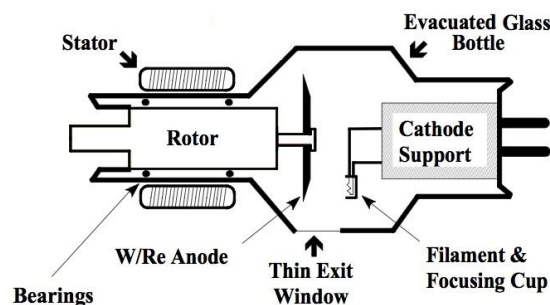 Stator
Evacuated Glass
Bottle
Rotor
Cathode
Support
W/Re Anode
Thin Exit
Window
Filament &
Focusing Cup
Bearings